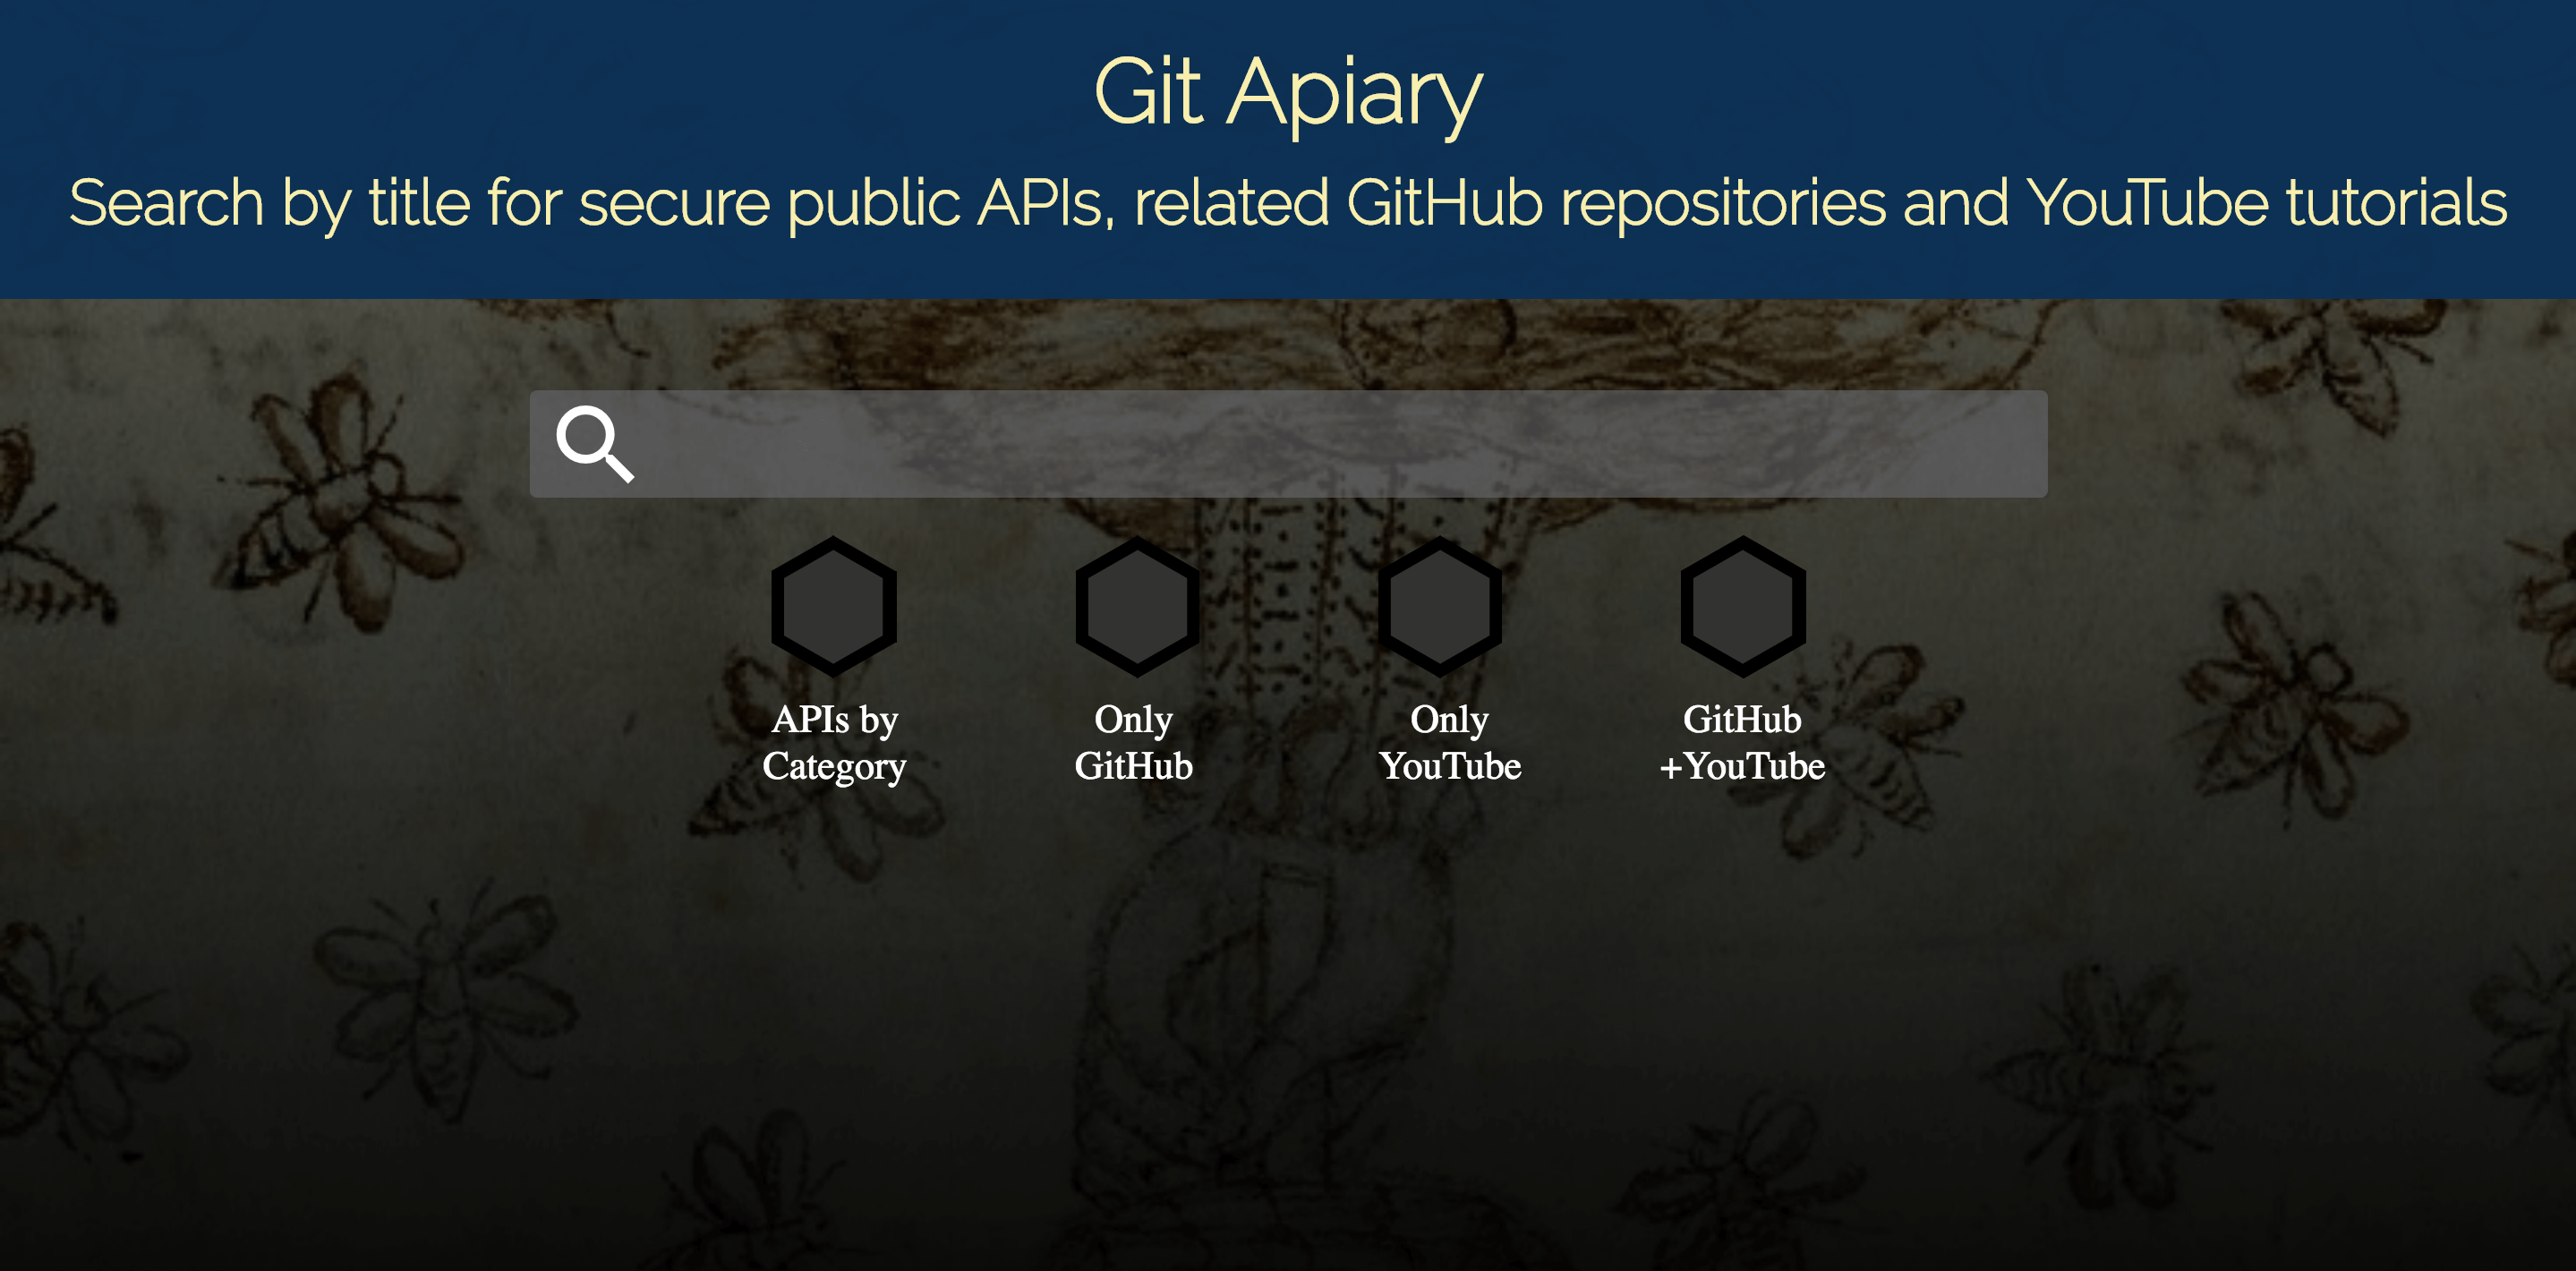 Git Apiary
Search by title for secure public APIs, related GitHub repositories and YouTube tutorials
APIs by
Category
Only
GitHub
Only
YouTube
GitHub
+YouTube